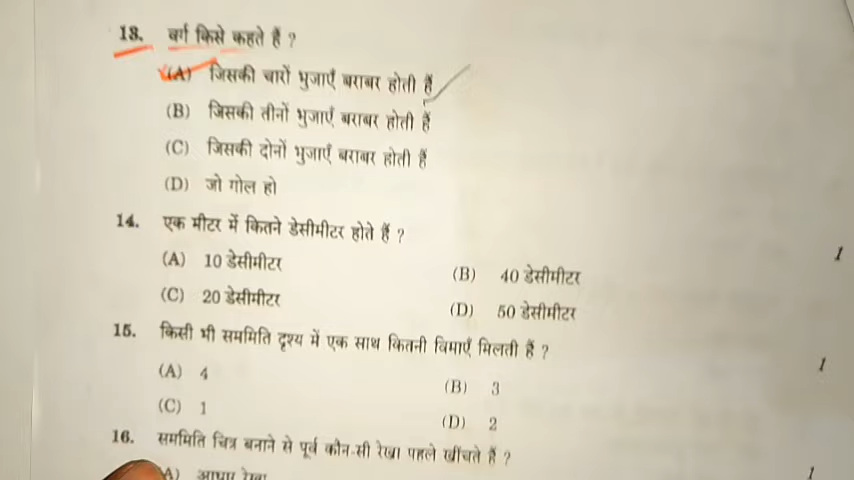 13. वर्ग किसे कहते हैं ?
(A) जिसकी चारों भुजाएँ बराबर होती हैं
(B) जिसकी तीनों भुजाएँ बराबर होती हैं
(C) जिसकी दोनों भुजाएँ बराबर होती हैं
(D) जो गोल हो
14. एक मीटर में कितने डेसीमीटर होते हैं ?
1
(A) 10 डेसीमीटर (B) 40 डेसीमीटर
(C) 20 डेसीमीटर (D) 50 डेसीमीटर
15. किसी भी सममिति दृश्य में एक साथ कितनी विमाएँ मिलती हैं ?
1
(A) 4 (B) 3
(C) 1 (D) 2
16. सममिति चित्र बनाने से पूर्व कौन-सी रेखा पहले खींचते हैं ?
1
A) आधार रेखा